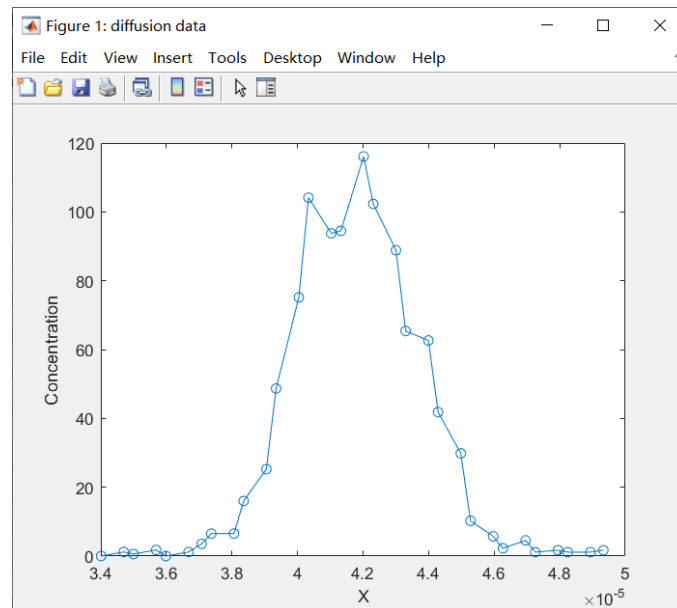 Figure 1: diffusion data
File Edit View Insert Tools Desktop Window Help
120
100
80
60
40
20
0
Concentration
3.4 3.6 3.8 4 4.2 4.4 4.6 4.8 5
X
×10⁻⁵